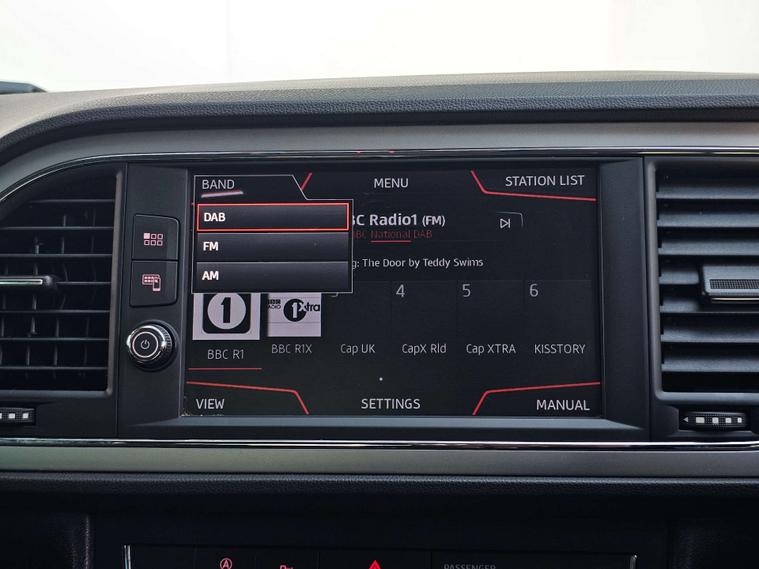 BAND
MENU
STATION LIST
DAB
FM
AM
C Radio1 (FM)
BBC National DAB
g: The Door by Teddy Swims
3 4 5 6
1
BBC RADIO 1Xtra
BBC R1 BBC R1X Cap UK CapX Rld Cap XTRA KISSTORY
VIEW
SETTINGS
MANUAL
A
PASSENGER